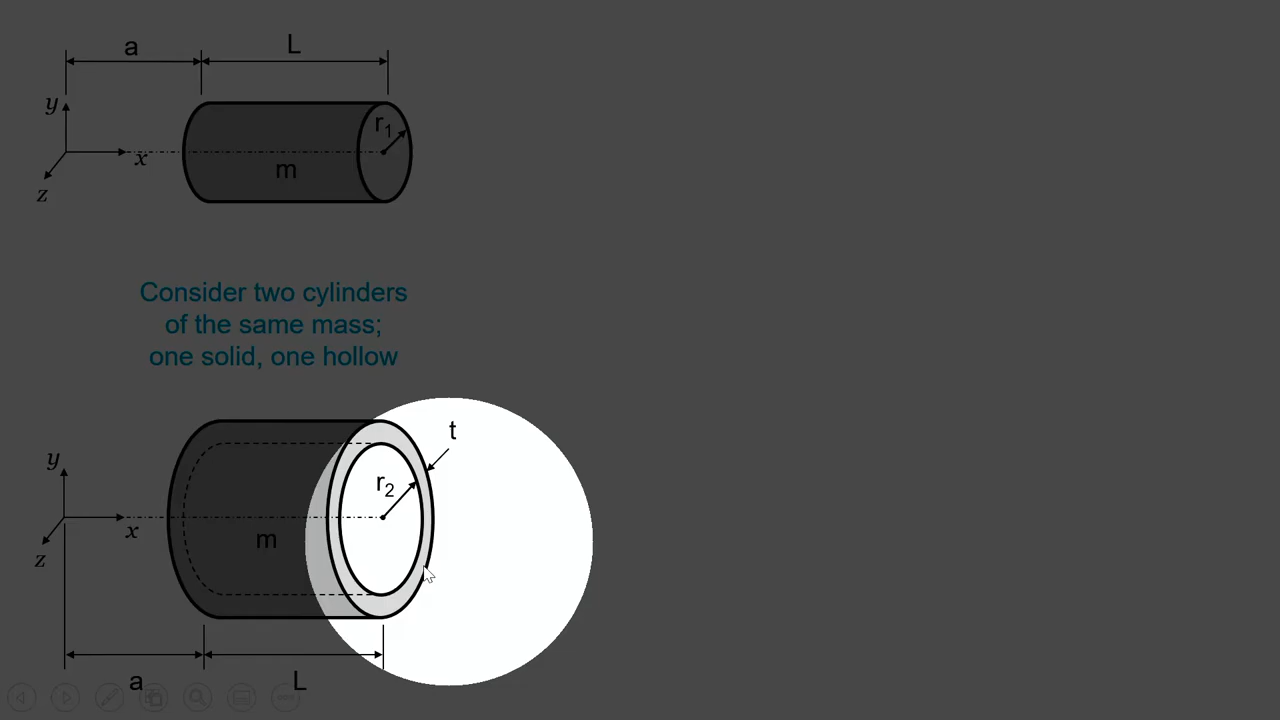 a
L
y
r₁
x
m
z
Consider two cylinders
of the same mass;
one solid, one hollow
t
y
r₂
x
m
z
a
L